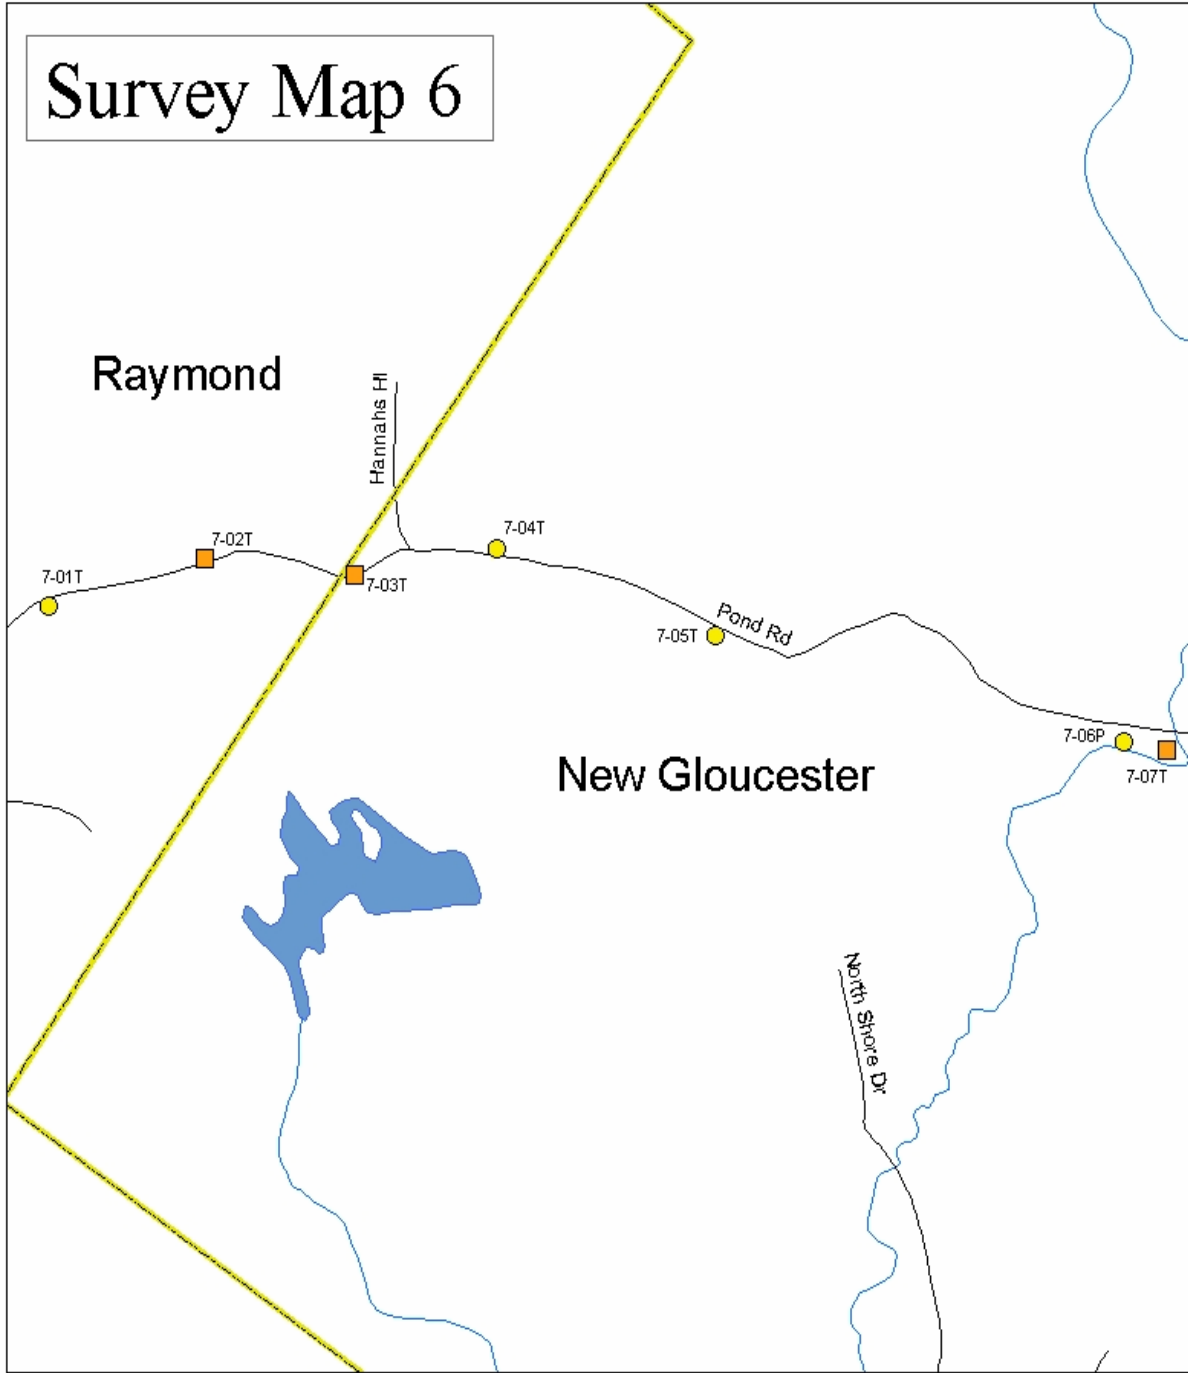 Survey Map 6
Raymond
Hannahs Hl
7-04T
7-02T
7-01T
7-03T
Pond Rd
7-05T
7-06P
7-07T
New Gloucester
North Shore Dr